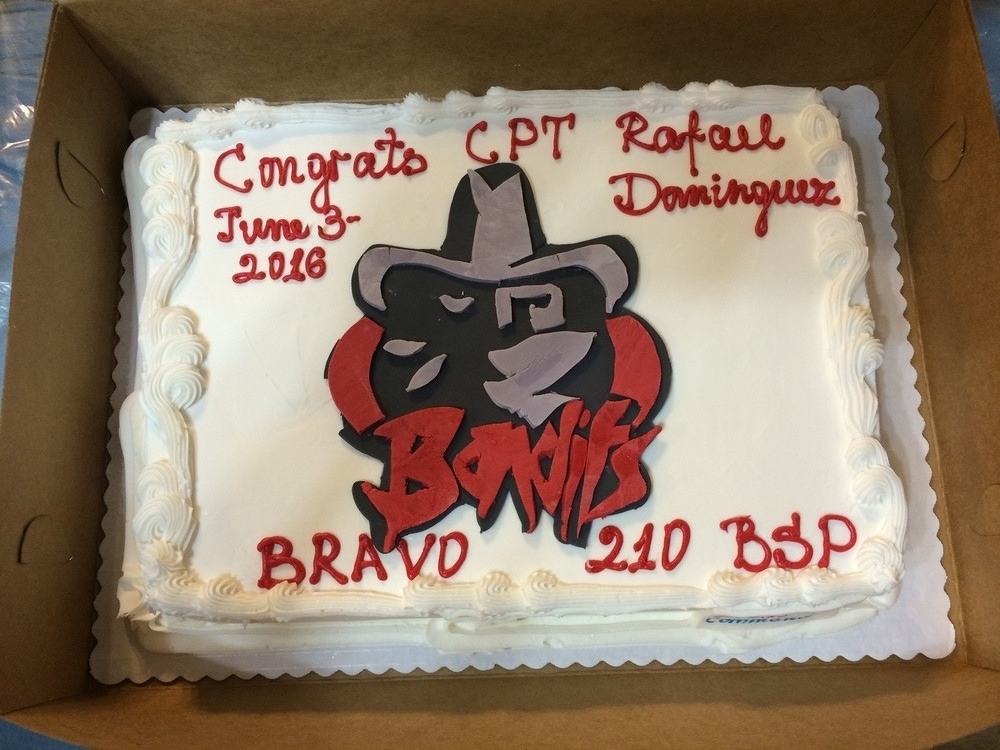 Congrats CPT Rafael
June 3- Dominguez
2016
Bandits
BRAVO 210 BSP